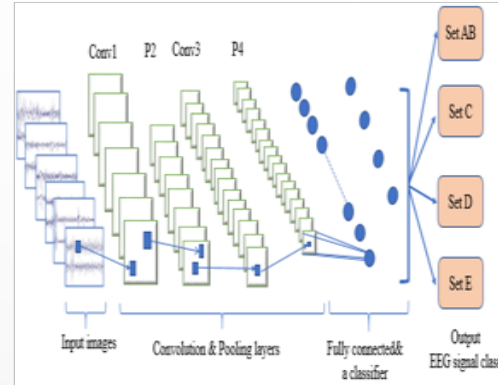 Conv1
P2
Conv3
P4
Set AB
Set C
Set D
Set E
Input images
Convolution & Pooling layers
Fully connected&
a classifier
Output
EEG signal class